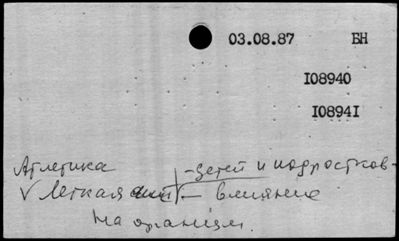 03.08.87 БН
I08940
I0894I
Атлетика - детей и подростков -
V Легкая - влияние
на организм.